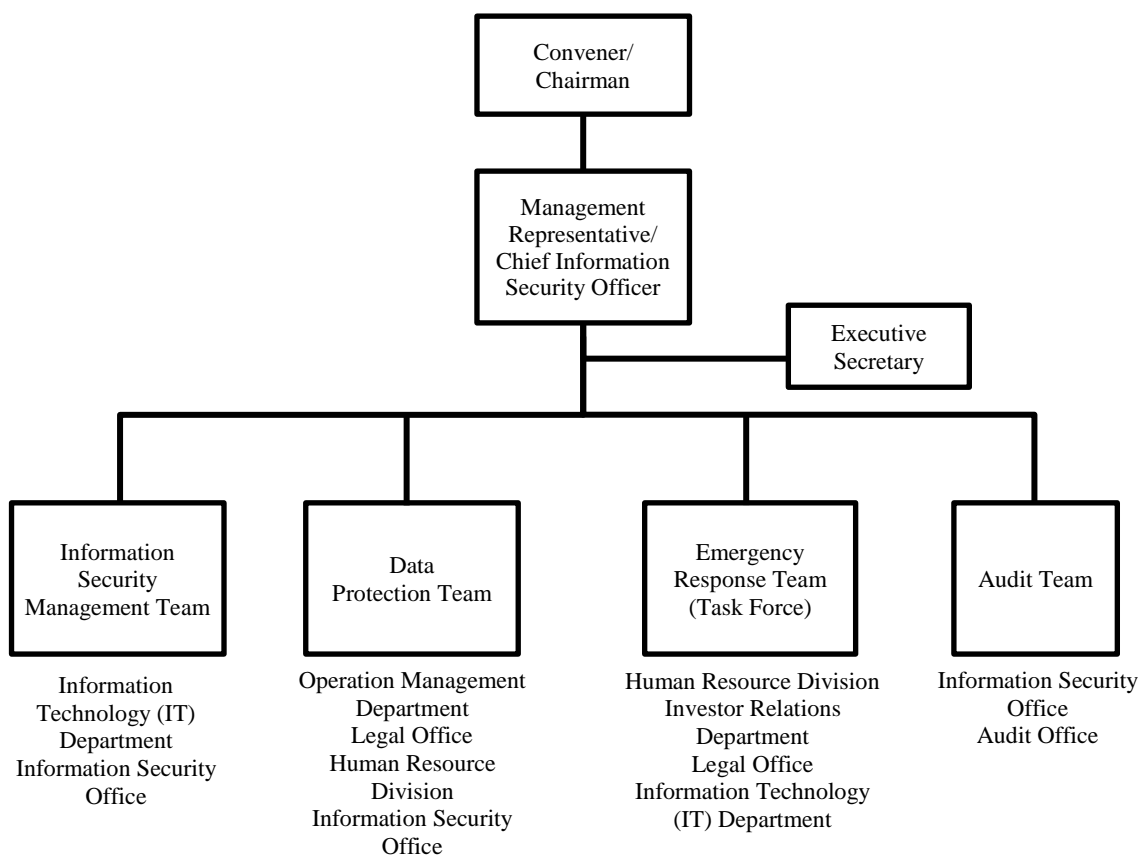 Convener/
Chairman
Management
Representative/
Chief Information
Security Officer
Executive
Secretary
Information
Security
Management Team
Data
Protection Team
Emergency
Response Team
(Task Force)
Audit Team
Information
Technology (IT)
Department
Information Security
Office
Operation Management
Department
Legal Office
Human Resource
Division
Information Security
Office
Human Resource Division
Investor Relations
Department
Legal Office
Information Technology
(IT) Department
Information Security
Office
Audit Office